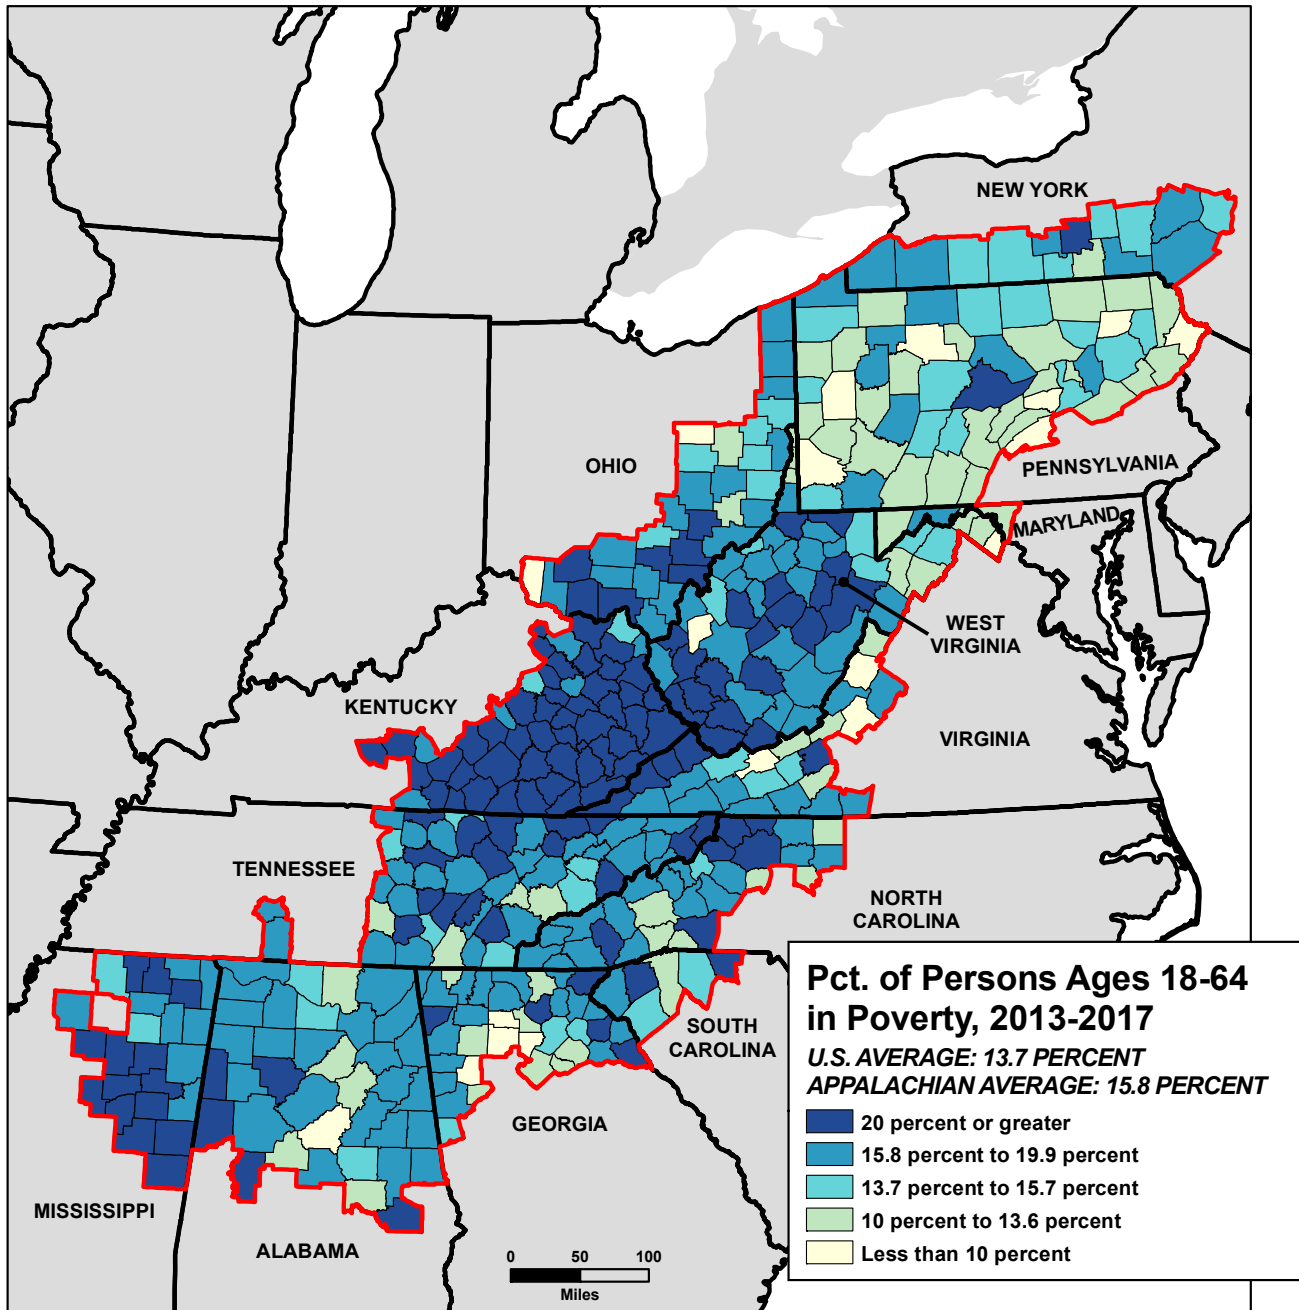 NEW YORK
OHIO
PENNSYLVANIA
MARYLAND
WEST
VIRGINIA
KENTUCKY
VIRGINIA
TENNESSEE
NORTH
CAROLINA
SOUTH
CAROLINA
GEORGIA
MISSISSIPPI
ALABAMA
0 50 100
Miles
Pct. of Persons Ages 18-64
in Poverty, 2013-2017
U.S. AVERAGE: 13.7 PERCENT
APPALACHIAN AVERAGE: 15.8 PERCENT
20 percent or greater
15.8 percent to 19.9 percent
13.7 percent to 15.7 percent
10 percent to 13.6 percent
Less than 10 percent